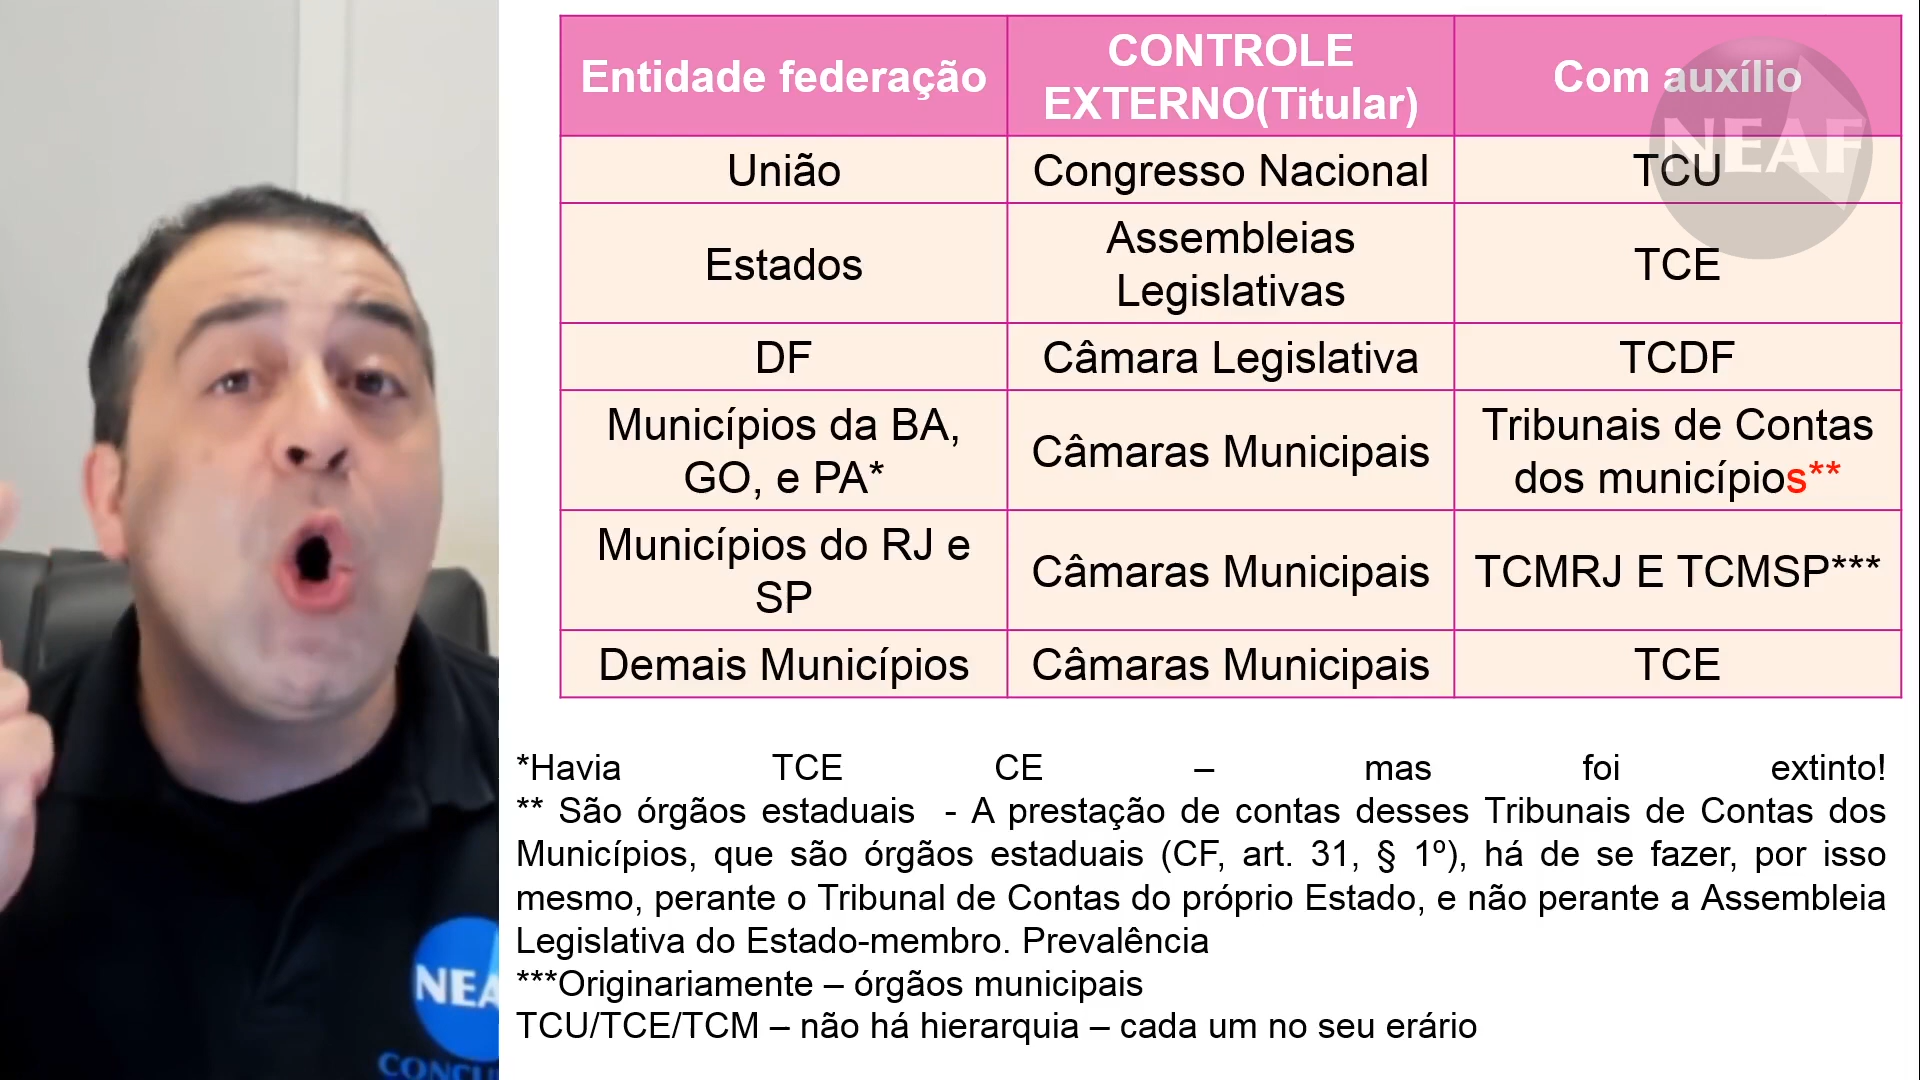 Entidade federação
CONTROLE
EXTERNO(Titular)
Com auxílio
NEAF
União
Congresso Nacional
TCU
Estados
Assembleias
Legislativas
TCE
DF
Câmara Legislativa
TCDF
Municípios da BA,
GO, e PA*
Câmaras Municipais
Tribunais de Contas
dos municípios**
Municípios do RJ e
SP
Câmaras Municipais
TCMRJ E TCMSP***
Demais Municípios
Câmaras Municipais
TCE
*Havia TCE CE – mas foi extinto!
** São órgãos estaduais - A prestação de contas desses Tribunais de Contas dos
Municípios, que são órgãos estaduais (CF, art. 31, § 1º), há de se fazer, por isso
mesmo, perante o Tribunal de Contas do próprio Estado, e não perante a Assembleia
Legislativa do Estado-membro. Prevalência
***Originariamente – órgãos municipais
TCU/TCE/TCM – não há hierarquia – cada um no seu erário
NEA
CONCU